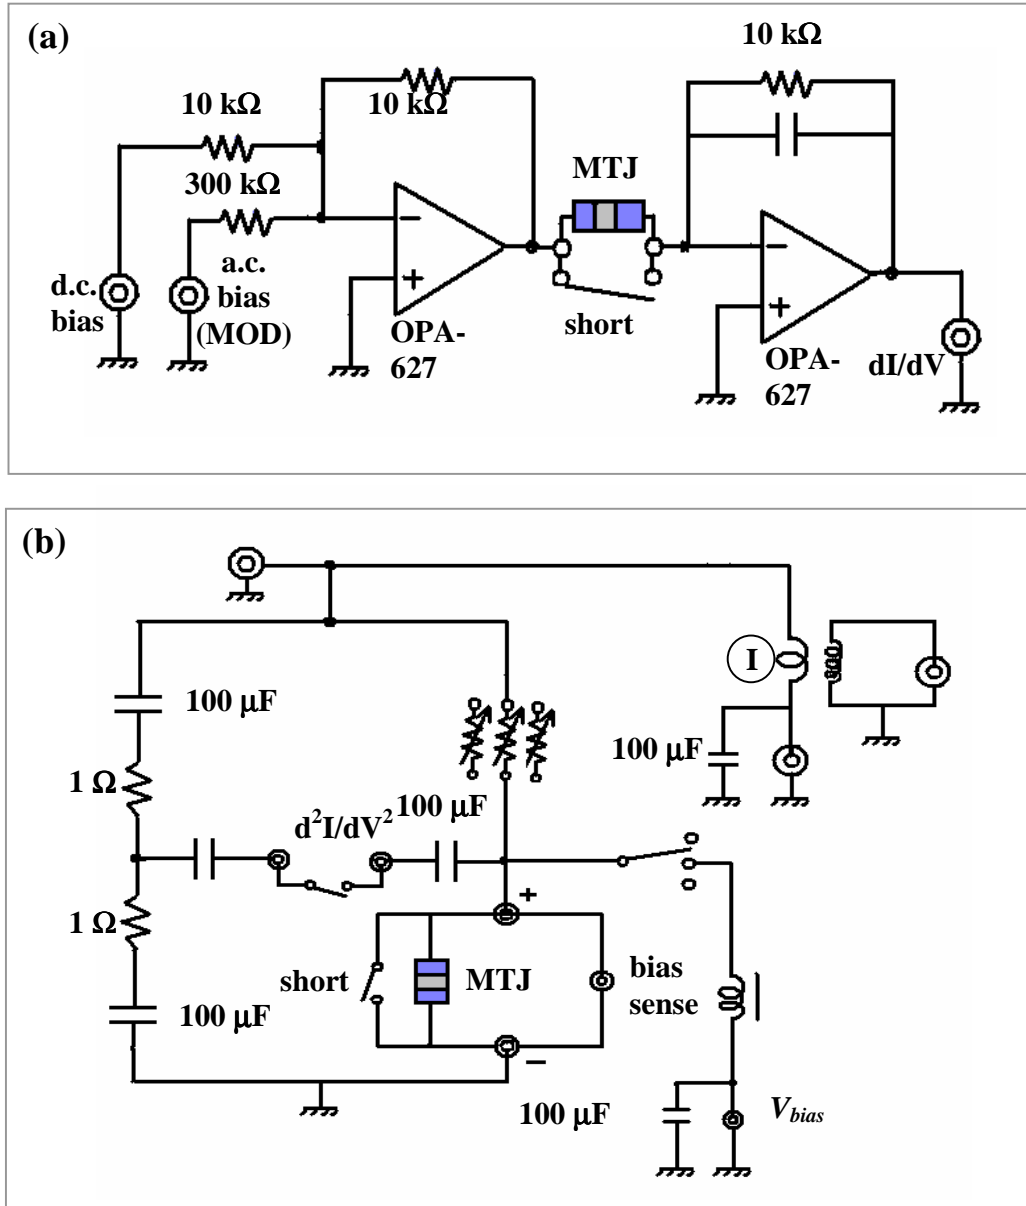 (a)
10 kΩ
10 kΩ
10 kΩ
300 kΩ
MTJ
a.c.
bias
(MOD)
d.c.
bias
+
short
+
OPA-
627
OPA-
627
dI/dV
(b)
I
100 μF
100 μF
1 Ω
100 μF
d²I/dV²
+
1 Ω
short
MTJ
bias
sense
100 μF
−
100 μF
V_bias